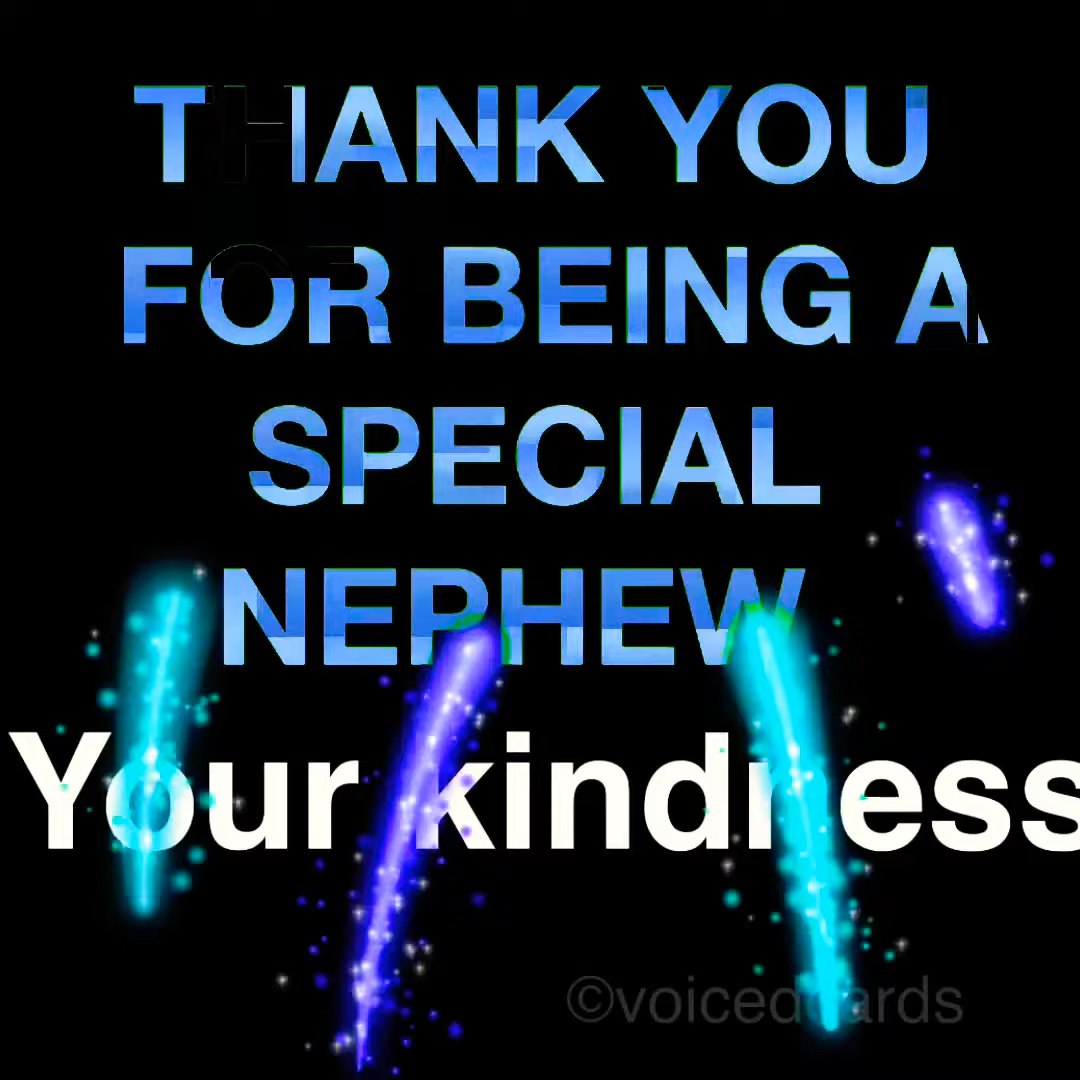 THANK YOU
FOR BEING A
SPECIAL
NEPHEW
Your kindness
©voicedcards